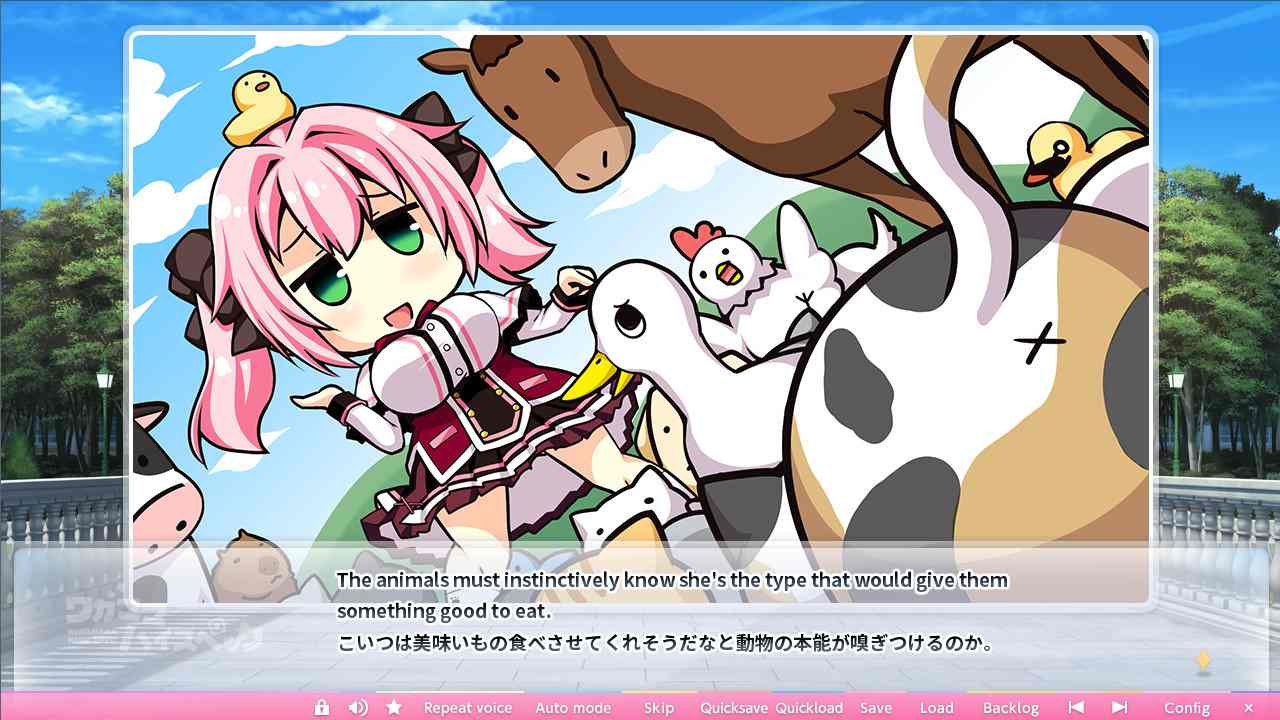 The animals must instinctively know she's the type that would give them
something good to eat.
こいつは美味いもの食べさせてくれそうだなと動物の本能が嗅ぎつけるのか。
Repeat voice Auto mode Skip Quicksave Quickload Save Load Backlog Config ×